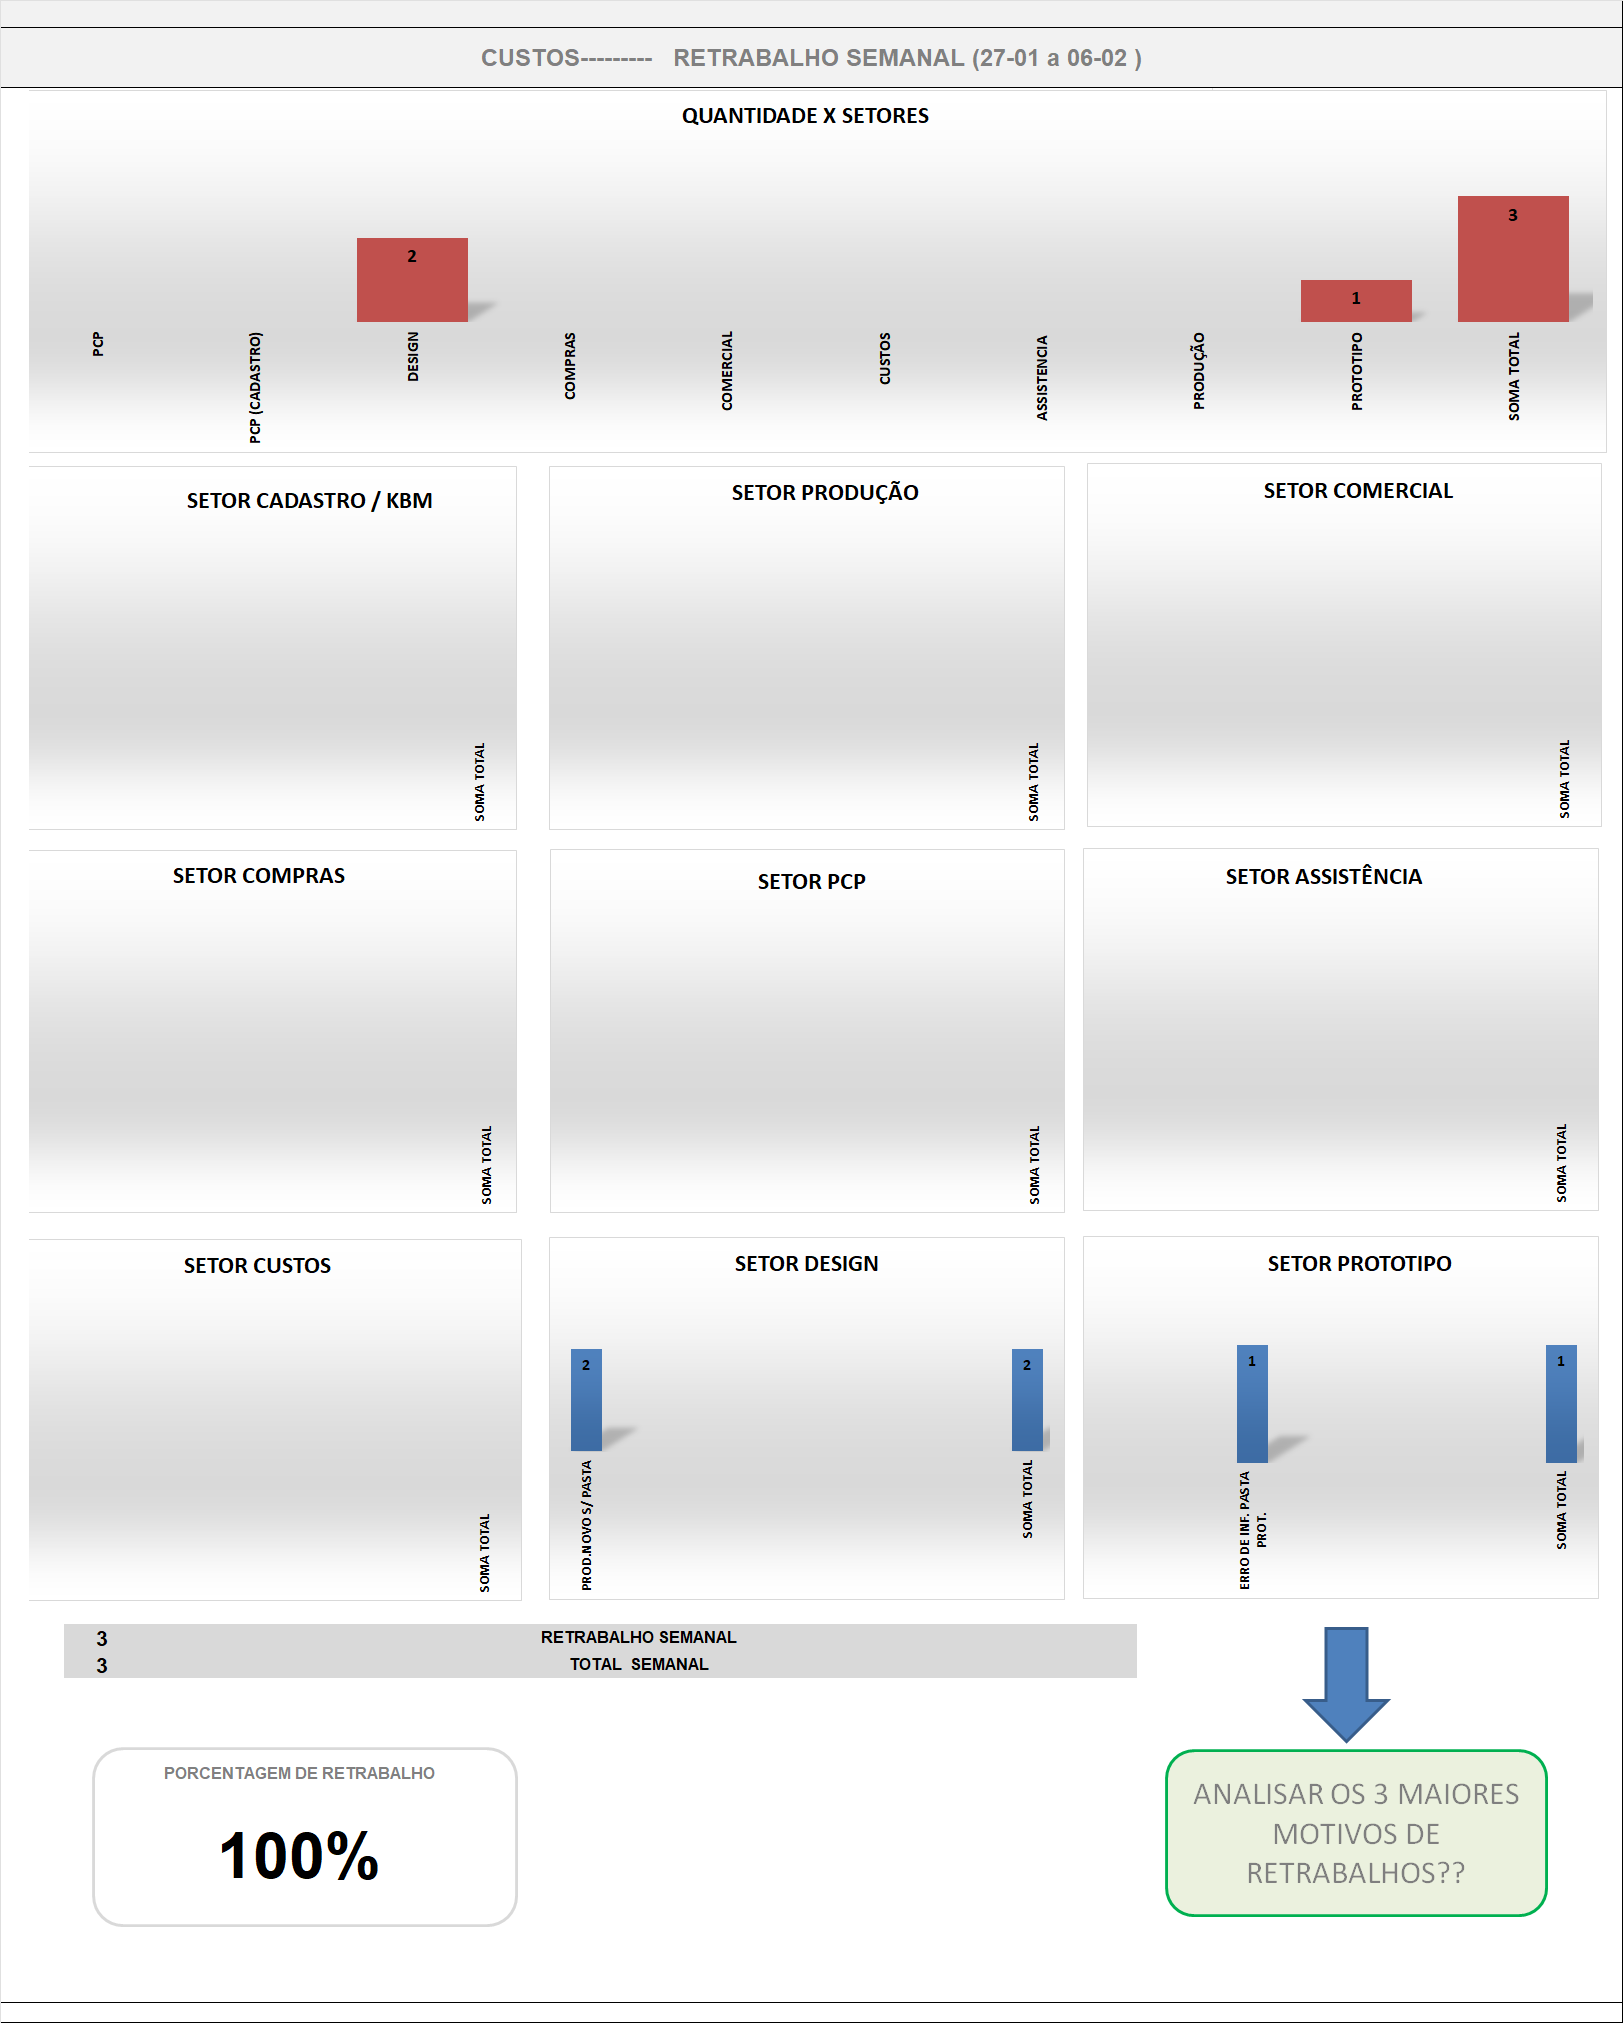 CUSTOS--------- RETRABALHO SEMANAL (27-01 a 06-02 )
QUANTIDADE X SETORES
2
1
3
PCP
PCP (CADASTRO)
DESIGN
COMPRAS
COMERCIAL
CUSTOS
ASSISTENCIA
PRODUÇÃO
PROTOTIPO
SOMA TOTAL
SETOR CADASTRO / KBM
SOMA TOTAL
SETOR PRODUÇÃO
SOMA TOTAL
SETOR COMERCIAL
SOMA TOTAL
SETOR COMPRAS
SOMA TOTAL
SETOR PCP
SOMA TOTAL
SETOR ASSISTÊNCIA
SOMA TOTAL
SETOR CUSTOS
SOMA TOTAL
SETOR DESIGN
2
2
PROD.NOVO S/ PASTA
SOMA TOTAL
SETOR PROTOTIPO
1
1
ERRO DE INF. PASTA
PROT.
SOMA TOTAL
3 RETRABALHO SEMANAL
3 TOTAL SEMANAL
PORCENTAGEM DE RETRABALHO
100%
ANALISAR OS 3 MAIORES
MOTIVOS DE
RETRABALHOS??